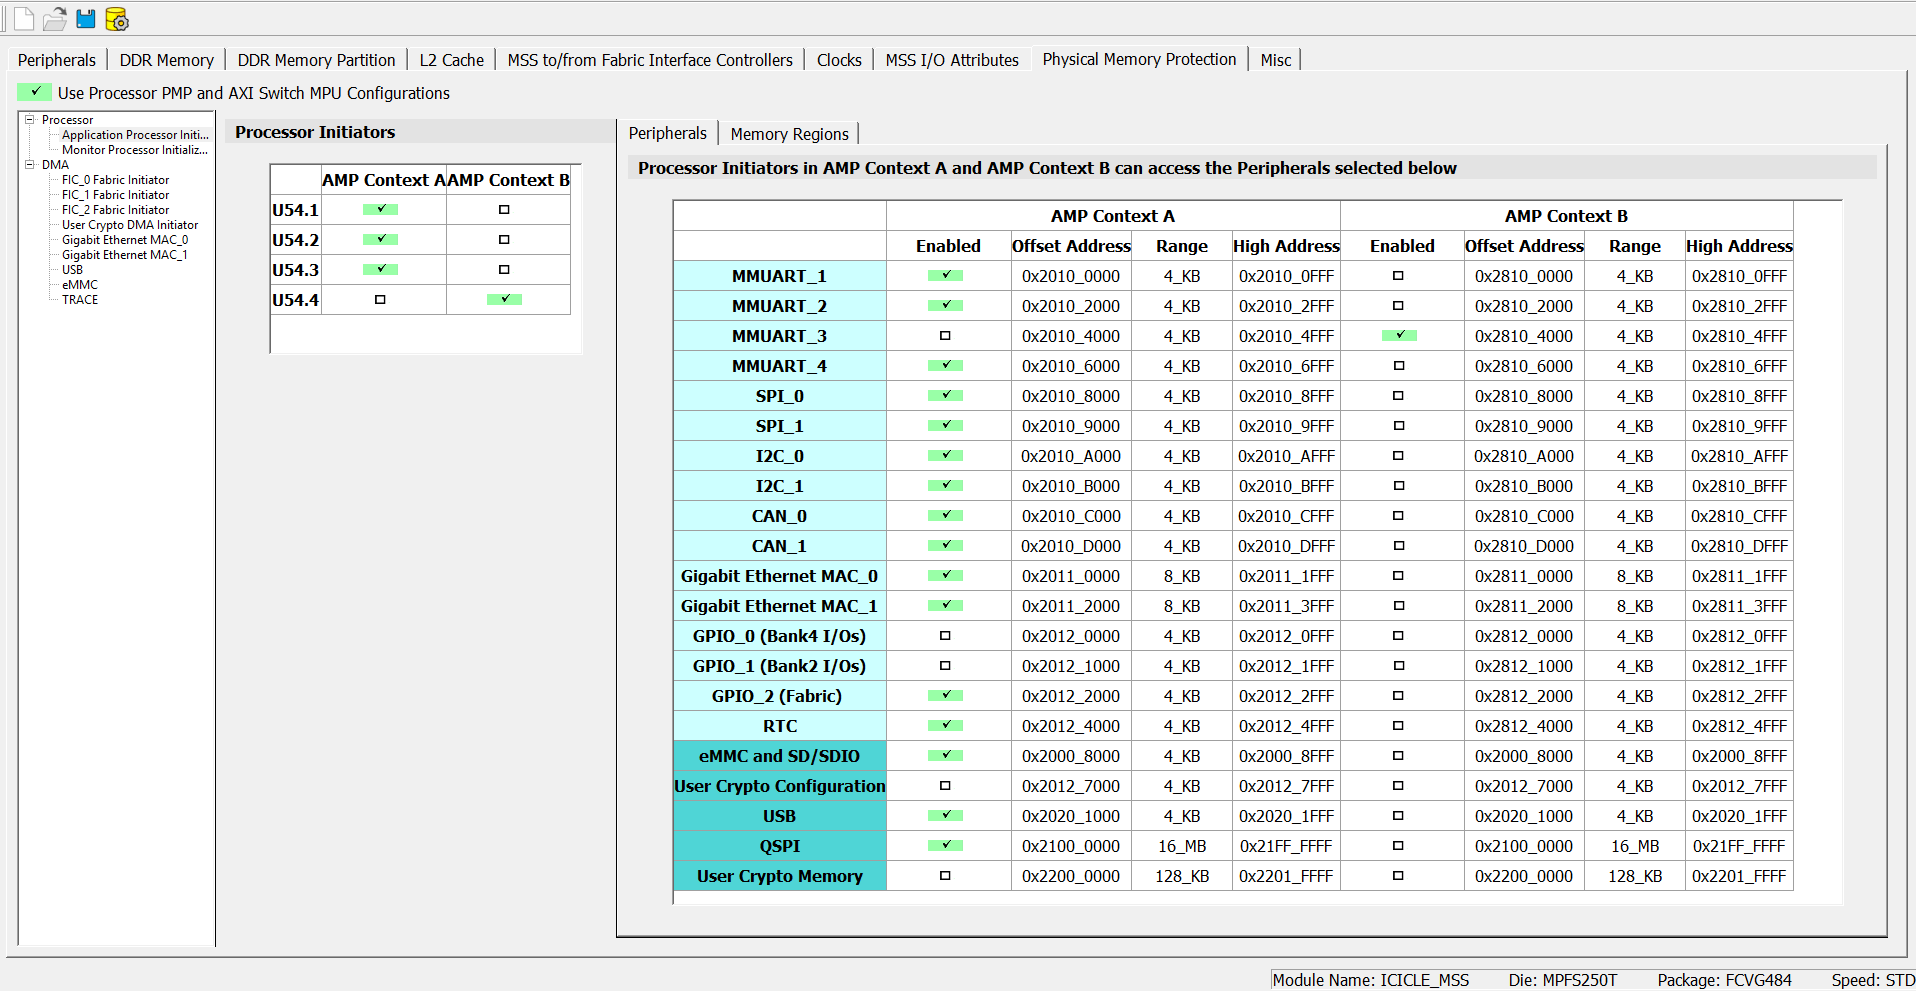 Peripherals DDR Memory DDR Memory Partition L2 Cache MSS to/from Fabric Interface Controllers Clocks MSS I/O Attributes Physical Memory Protection Misc
Use Processor PMP and AXI Switch MPU Configurations
Processor
Application Processor Initi...
Monitor Processor Initializ...
DMA
FIC_0 Fabric Initiator
FIC_1 Fabric Initiator
FIC_2 Fabric Initiator
User Crypto DMA Initiator
Gigabit Ethernet MAC_0
Gigabit Ethernet MAC_1
USB
eMMC
TRACE
Processor Initiators
AMP Context A AMP Context B
U54.1
U54.2
U54.3
U54.4
Peripherals Memory Regions
Processor Initiators in AMP Context A and AMP Context B can access the Peripherals selected below
AMP Context A AMP Context B
Enabled Offset Address Range High Address Enabled Offset Address Range High Address
MMUART_1 0x2010_0000 4_KB 0x2010_0FFF 0x2810_0000 4_KB 0x2810_0FFF
MMUART_2 0x2010_2000 4_KB 0x2010_2FFF 0x2810_2000 4_KB 0x2810_2FFF
MMUART_3 0x2010_4000 4_KB 0x2010_4FFF 0x2810_4000 4_KB 0x2810_4FFF
MMUART_4 0x2010_6000 4_KB 0x2010_6FFF 0x2810_6000 4_KB 0x2810_6FFF
SPI_0 0x2010_8000 4_KB 0x2010_8FFF 0x2810_8000 4_KB 0x2810_8FFF
SPI_1 0x2010_9000 4_KB 0x2010_9FFF 0x2810_9000 4_KB 0x2810_9FFF
I2C_0 0x2010_A000 4_KB 0x2010_AFFF 0x2810_A000 4_KB 0x2810_AFFF
I2C_1 0x2010_B000 4_KB 0x2010_BFFF 0x2810_B000 4_KB 0x2810_BFFF
CAN_0 0x2010_C000 4_KB 0x2010_CFFF 0x2810_C000 4_KB 0x2810_CFFF
CAN_1 0x2010_D000 4_KB 0x2010_DFFF 0x2810_D000 4_KB 0x2810_DFFF
Gigabit Ethernet MAC_0 0x2011_0000 8_KB 0x2011_1FFF 0x2811_0000 8_KB 0x2811_1FFF
Gigabit Ethernet MAC_1 0x2011_2000 8_KB 0x2011_3FFF 0x2811_2000 8_KB 0x2811_3FFF
GPIO_0 (Bank4 I/Os) 0x2012_0000 4_KB 0x2012_0FFF 0x2812_0000 4_KB 0x2812_0FFF
GPIO_1 (Bank2 I/Os) 0x2012_1000 4_KB 0x2012_1FFF 0x2812_1000 4_KB 0x2812_1FFF
GPIO_2 (Fabric) 0x2012_2000 4_KB 0x2012_2FFF 0x2812_2000 4_KB 0x2812_2FFF
RTC 0x2012_4000 4_KB 0x2012_4FFF 0x2812_4000 4_KB 0x2812_4FFF
eMMC and SD/SDIO 0x2000_8000 4_KB 0x2000_8FFF 0x2000_8000 4_KB 0x2000_8FFF
User Crypto Configuration 0x2012_7000 4_KB 0x2012_7FFF 0x2012_7000 4_KB 0x2012_7FFF
USB 0x2020_1000 4_KB 0x2020_1FFF 0x2020_1000 4_KB 0x2020_1FFF
QSPI 0x2100_0000 16_MB 0x21FF_FFFF 0x2100_0000 16_MB 0x21FF_FFFF
User Crypto Memory 0x2200_0000 128_KB 0x2201_FFFF 0x2200_0000 128_KB 0x2201_FFFF
Module Name: ICICLE_MSS Die: MPFS250T Package: FCVG484 Speed: STD